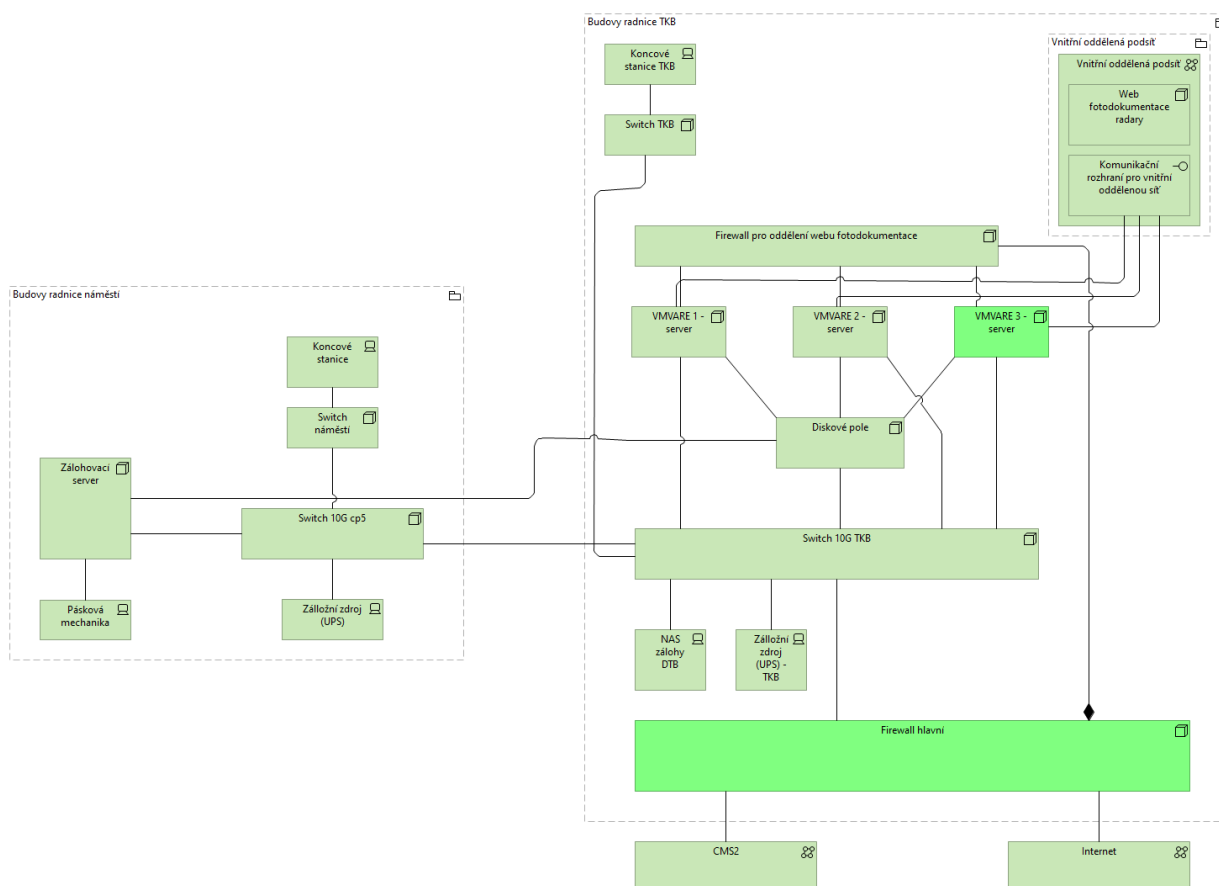 Budovy radnice TKB
Koncové
stanice TKB
Switch TKB
Vnitřní oddělená podsíť
Vnitřní oddělená podsíť
Web
fotodokumentace
radary
Komunikační
rozhraní pro vnitřní
oddělenou síť
Firewall pro oddělení webu fotodokumentace
VMVARE 1 -
server
VMVARE 2 -
server
VMVARE 3 -
server
Diskové pole
Budovy radnice náměstí
Koncové
stanice
Switch
náměstí
Zálohovací
server
Switch 10G cp5
Pásková
mechanika
Zálložní zdroj
(UPS)
Switch 10G TKB
NAS
zálohy
DTB
Zálložní
zdroj
(UPS) -
TKB
Firewall hlavní
CMS2
Internet